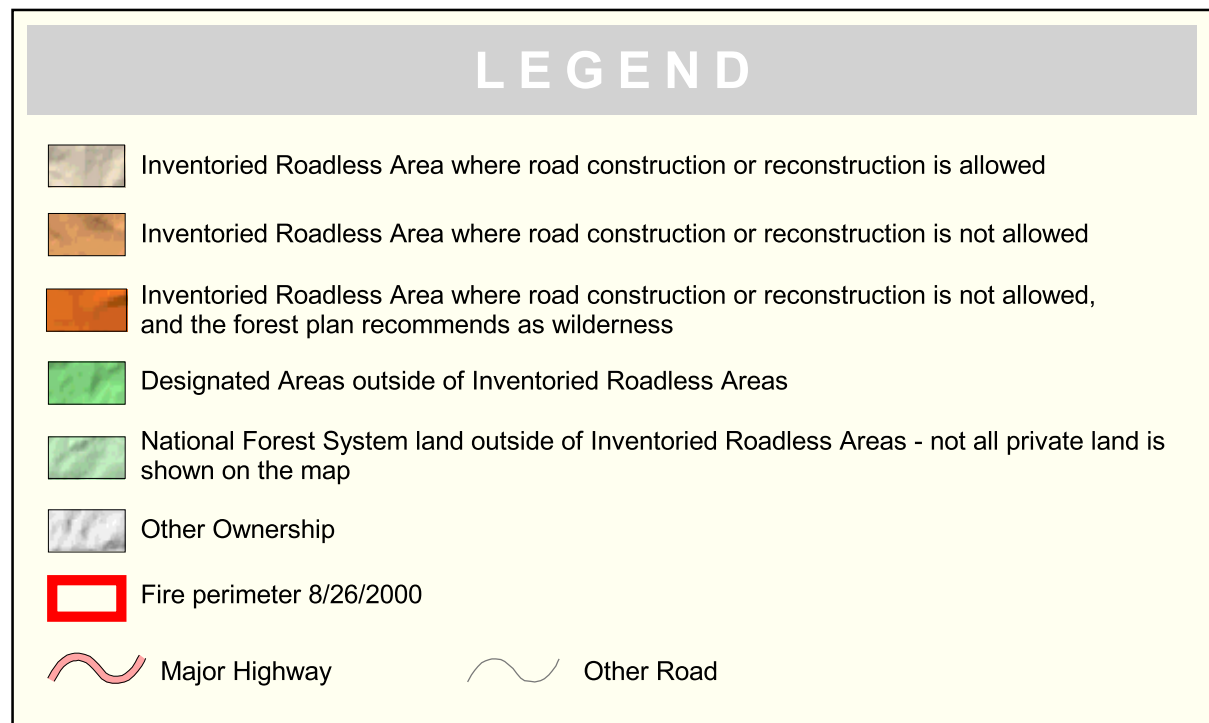 LEGEND
Inventoried Roadless Area where road construction or reconstruction is allowed
Inventoried Roadless Area where road construction or reconstruction is not allowed
Inventoried Roadless Area where road construction or reconstruction is not allowed,
and the forest plan recommends as wilderness
Designated Areas outside of Inventoried Roadless Areas
National Forest System land outside of Inventoried Roadless Areas - not all private land is
shown on the map
Other Ownership
Fire perimeter 8/26/2000
Major Highway Other Road